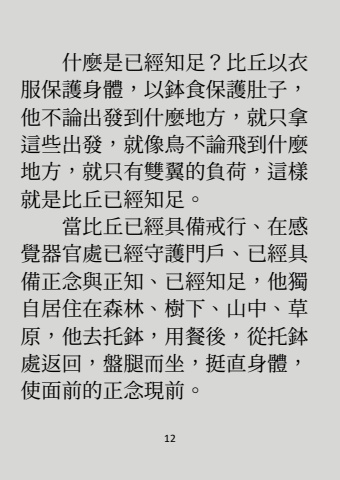 什麼是已經知足？比丘以衣
服保護身體，以鉢食保護肚子，
他不論出發到什麼地方，就只拿
這些出發，就像鳥不論飛到什麼
地方，就只有雙翼的負荷，這樣
就是比丘已經知足。
當比丘已經具備戒行、在感
覺器官處已經守護門戶、已經具
備正念與正知、已經知足，他獨
自居住在森林、樹下、山中、草
原，他去托鉢，用餐後，從托鉢
處返回，盤腿而坐，挺直身體，
使面前的正念現前。
12